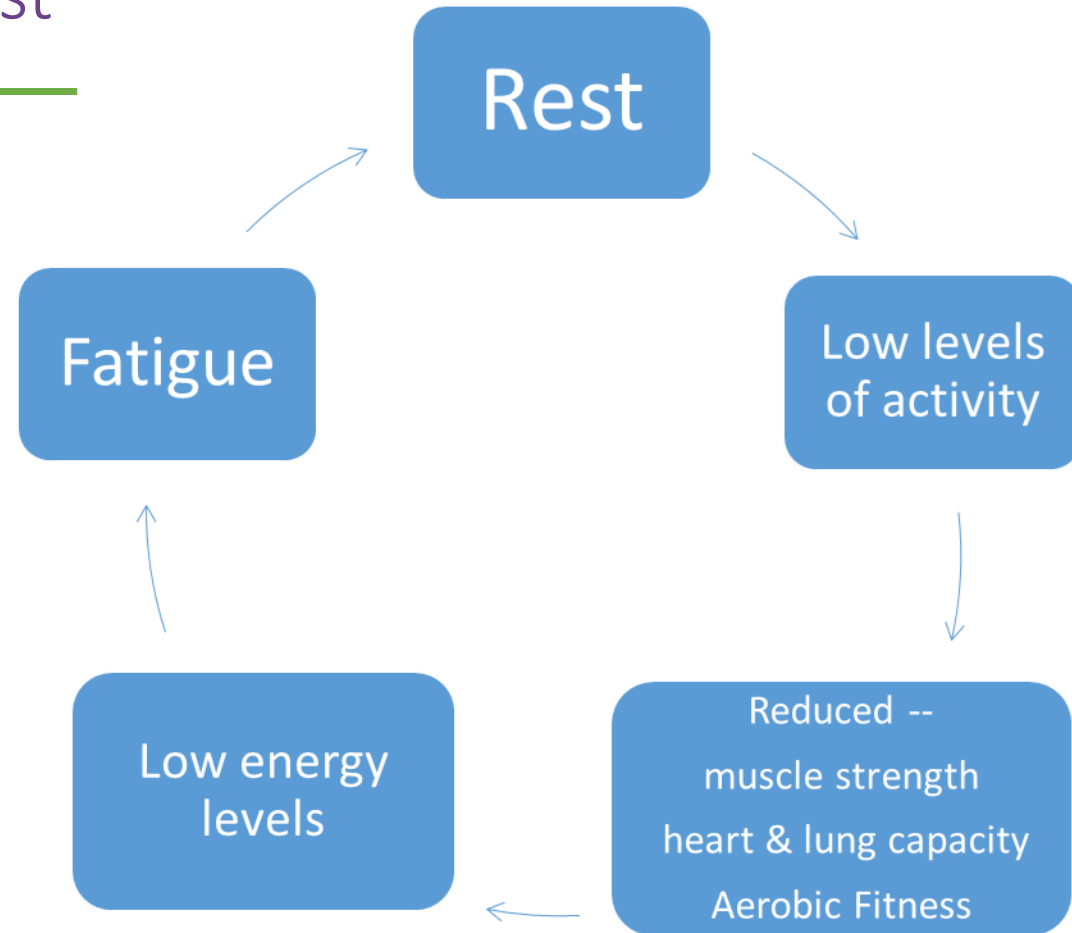 Rest
Low levels
of activity
Reduced --
muscle strength
heart & lung capacity
Aerobic Fitness
Low energy
levels
Fatigue